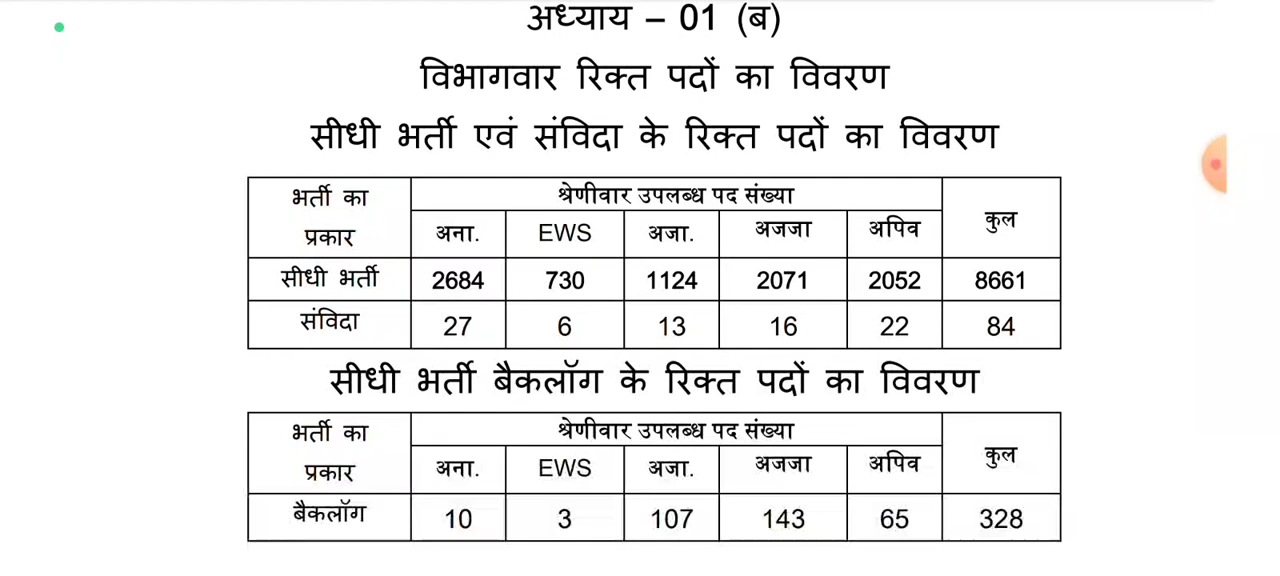 अध्याय – 01 (ब)
विभागवार रिक्त पदों का विवरण
सीधी भर्ती एवं संविदा के रिक्त पदों का विवरण
भर्ती का प्रकार श्रेणीवार उपलब्ध पद संख्या कुल
अना. EWS अजा. अजजा अपिव
सीधी भर्ती 2684 730 1124 2071 2052 8661
संविदा 27 6 13 16 22 84
सीधी भर्ती बैकलॉग के रिक्त पदों का विवरण
भर्ती का प्रकार श्रेणीवार उपलब्ध पद संख्या कुल
अना. EWS अजा. अजजा अपिव
बैकलॉग 10 3 107 143 65 328